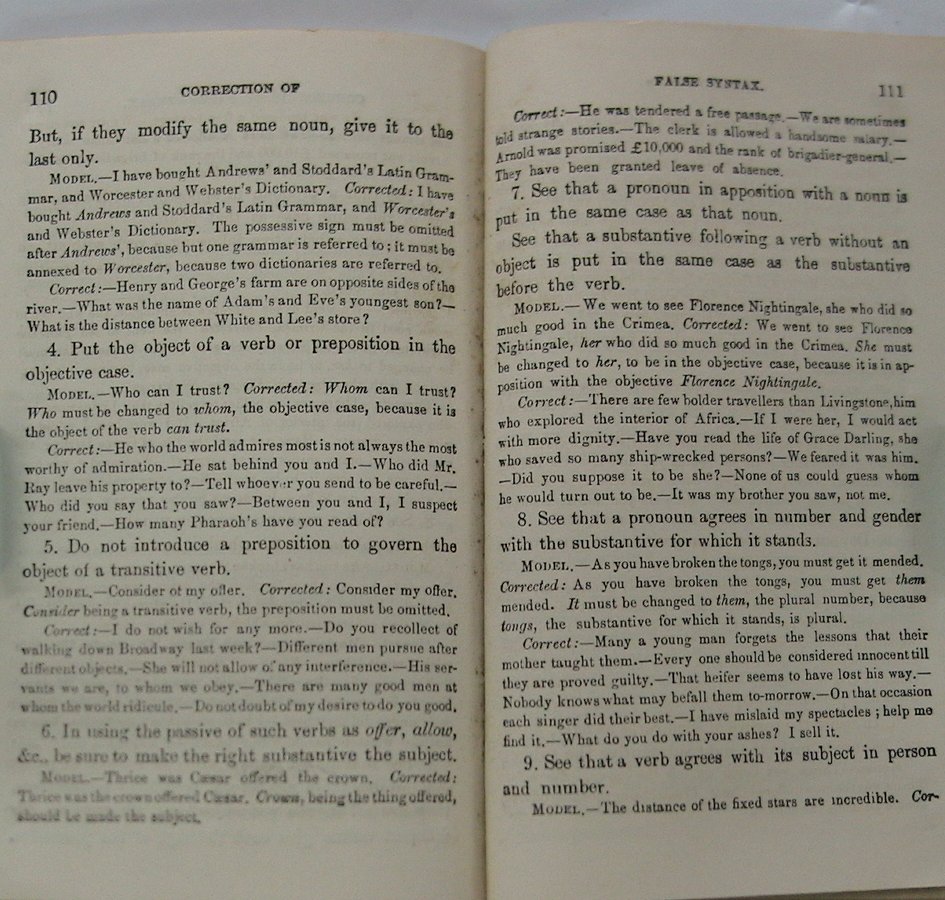 110
CORRECTION OF
But, if they modify the same noun, give it to the
last only.
MODEL.—I have bought Andrews' and Stoddard's Latin Gram-
mar, and Worcester and Webster's Dictionary. Corrected: I have
bought Andrews and Stoddard's Latin Grammar, and Worcester's
and Webster's Dictionary. The possessive sign must be omitted
after Andrews', because but one grammar is referred to; it must be
annexed to Worcester, because two dictionaries are referred to.
Correct:—Henry and George's farm are on opposite sides of the
river.—What was the name of Adam's and Eve's youngest son?—
What is the distance between White and Lee's store?
4. Put the object of a verb or preposition in the
objective case.
MODEL.—Who can I trust? Corrected: Whom can I trust?
Who must be changed to whom, the objective case, because it is
the object of the verb can trust.
Correct:—He who the world admires most is not always the most
worthy of admiration.—He sat behind you and I.—Who did Mr.
Ray leave his property to?—Tell whoever you send to be careful.—
Who did you say that you saw?—Between you and I, I suspect
your friend.—How many Pharaoh's have you read of?
5. Do not introduce a preposition to govern the
object of a transitive verb.
MODEL.—Consider of my offer. Corrected: Consider my offer.
Consider being a transitive verb, the preposition must be omitted.
Correct:—I do not wish for any more.—Do you recollect of
walking down Broadway last week?—Different men pursue after
different objects.—She will not allow of any interference.—His ser-
vants we are, to whom we obey.—There are many good men at
whom the world ridicule.—Do not doubt of my desire to do you good.
6. In using the passive of such verbs as offer, allow,
&c., be sure to make the right substantive the subject.
MODEL.—Thrice was Cæsar offered the crown. Corrected:
Thrice was the crown offered Cæsar. Crown, being the thing offered,
should be made the subject.
FALSE SYNTAX.
111
Correct:—He was tendered a free passage.—We are sometimes
told strange stories.—The clerk is allowed a handsome salary.—
Arnold was promised £10,000 and the rank of brigadier-general.—
They have been granted leave of absence.
7. See that a pronoun in apposition with a noun is
put in the same case as that noun.
See that a substantive following a verb without an
object is put in the same case as the substantive
before the verb.
MODEL.—We went to see Florence Nightingale, she who did so
much good in the Crimea. Corrected: We went to see Florence
Nightingale, her who did so much good in the Crimea. She must
be changed to her, to be in the objective case, because it is in ap-
position with the objective Florence Nightingale.
Correct:—There are few bolder travellers than Livingstone, him
who explored the interior of Africa.—If I were her, I would act
with more dignity.—Have you read the life of Grace Darling, she
who saved so many ship-wrecked persons?—We feared it was him.
—Did you suppose it to be she?—None of us could guess whom
he would turn out to be.—It was my brother you saw, not me.
8. See that a pronoun agrees in number and gender
with the substantive for which it stands.
MODEL.—As you have broken the tongs, you must get it mended.
Corrected: As you have broken the tongs, you must get them
mended. It must be changed to them, the plural number, because
tongs, the substantive for which it stands, is plural.
Correct:—Many a young man forgets the lessons that their
mother taught them.—Every one should be considered innocent till
they are proved guilty.—That heifer seems to have lost his way.—
Nobody knows what may befall them to-morrow.—On that occasion
each singer did their best.—I have mislaid my spectacles; help me
find it.—What do you do with your ashes? I sell it.
9. See that a verb agrees with its subject in person
and number.
MODEL.—The distance of the fixed stars are incredible. Cor-